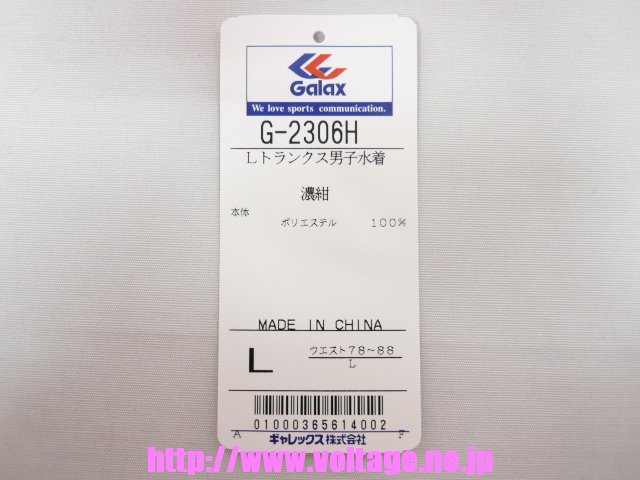 Galax
We love sports communication.
G-2306H
Lトランクス男子水着
濃紺
本体
ポリエステル 100%
MADE IN CHINA
L ウエスト78~88
L
01000365614002
A ギャレックス株式会社 F
http://www.voltage.ne.jp